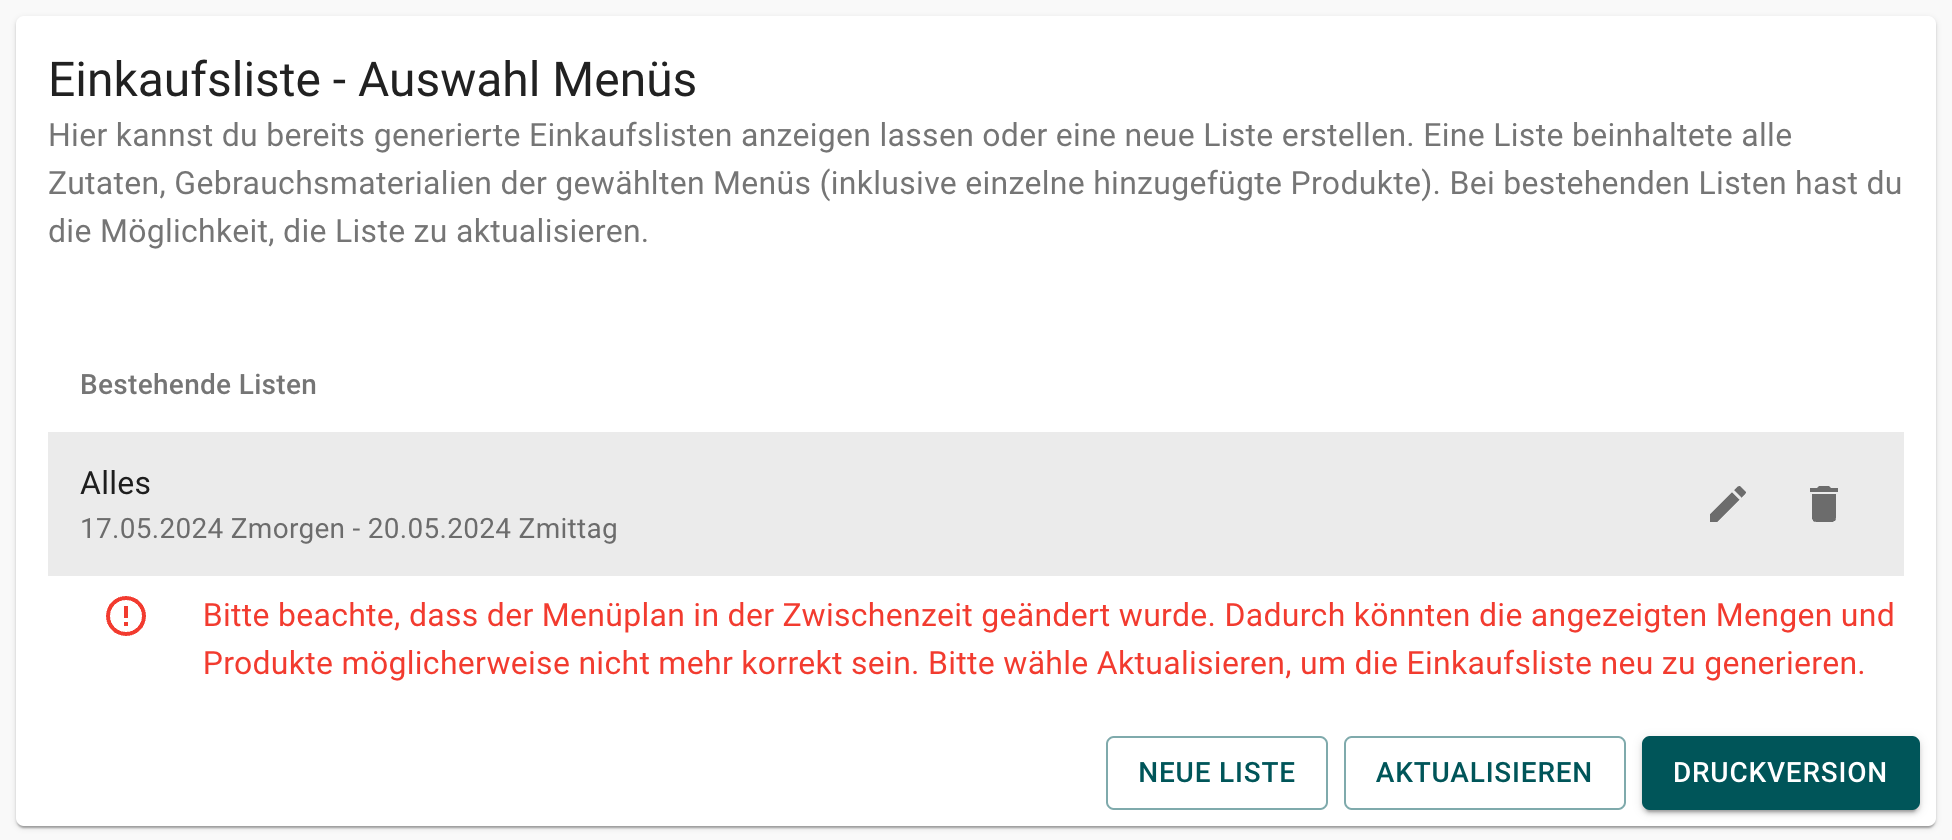 Einkaufsliste - Auswahl Menüs
Hier kannst du bereits generierte Einkaufslisten anzeigen lassen oder eine neue Liste erstellen. Eine Liste beinhaltete alle
Zutaten, Gebrauchsmaterialien der gewählten Menüs (inklusive einzelne hinzugefügte Produkte). Bei bestehenden Listen hast du
die Möglichkeit, die Liste zu aktualisieren.
Bestehende Listen
Alles
17.05.2024 Zmorgen - 20.05.2024 Zmittag
Bitte beachte, dass der Menüplan in der Zwischenzeit geändert wurde. Dadurch könnten die angezeigten Mengen und
Produkte möglicherweise nicht mehr korrekt sein. Bitte wähle Aktualisieren, um die Einkaufsliste neu zu generieren.
NEUE LISTE AKTUALISIEREN DRUCKVERSION